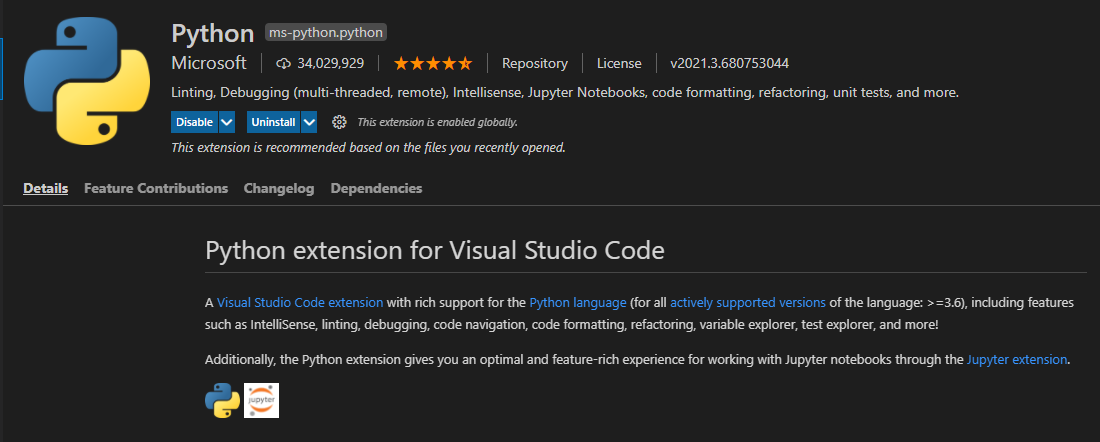 Python ms-python.python
Microsoft 34,029,929 Repository License v2021.3.680753044
Linting, Debugging (multi-threaded, remote), Intellisense, Jupyter Notebooks, code formatting, refactoring, unit tests, and more.
Disable Uninstall This extension is enabled globally.
This extension is recommended based on the files you recently opened.
Details Feature Contributions Changelog Dependencies
Python extension for Visual Studio Code
A Visual Studio Code extension with rich support for the Python language (for all actively supported versions of the language: >=3.6), including features
such as IntelliSense, linting, debugging, code navigation, code formatting, refactoring, variable explorer, test explorer, and more!
Additionally, the Python extension gives you an optimal and feature-rich experience for working with Jupyter notebooks through the Jupyter extension.
jupyter